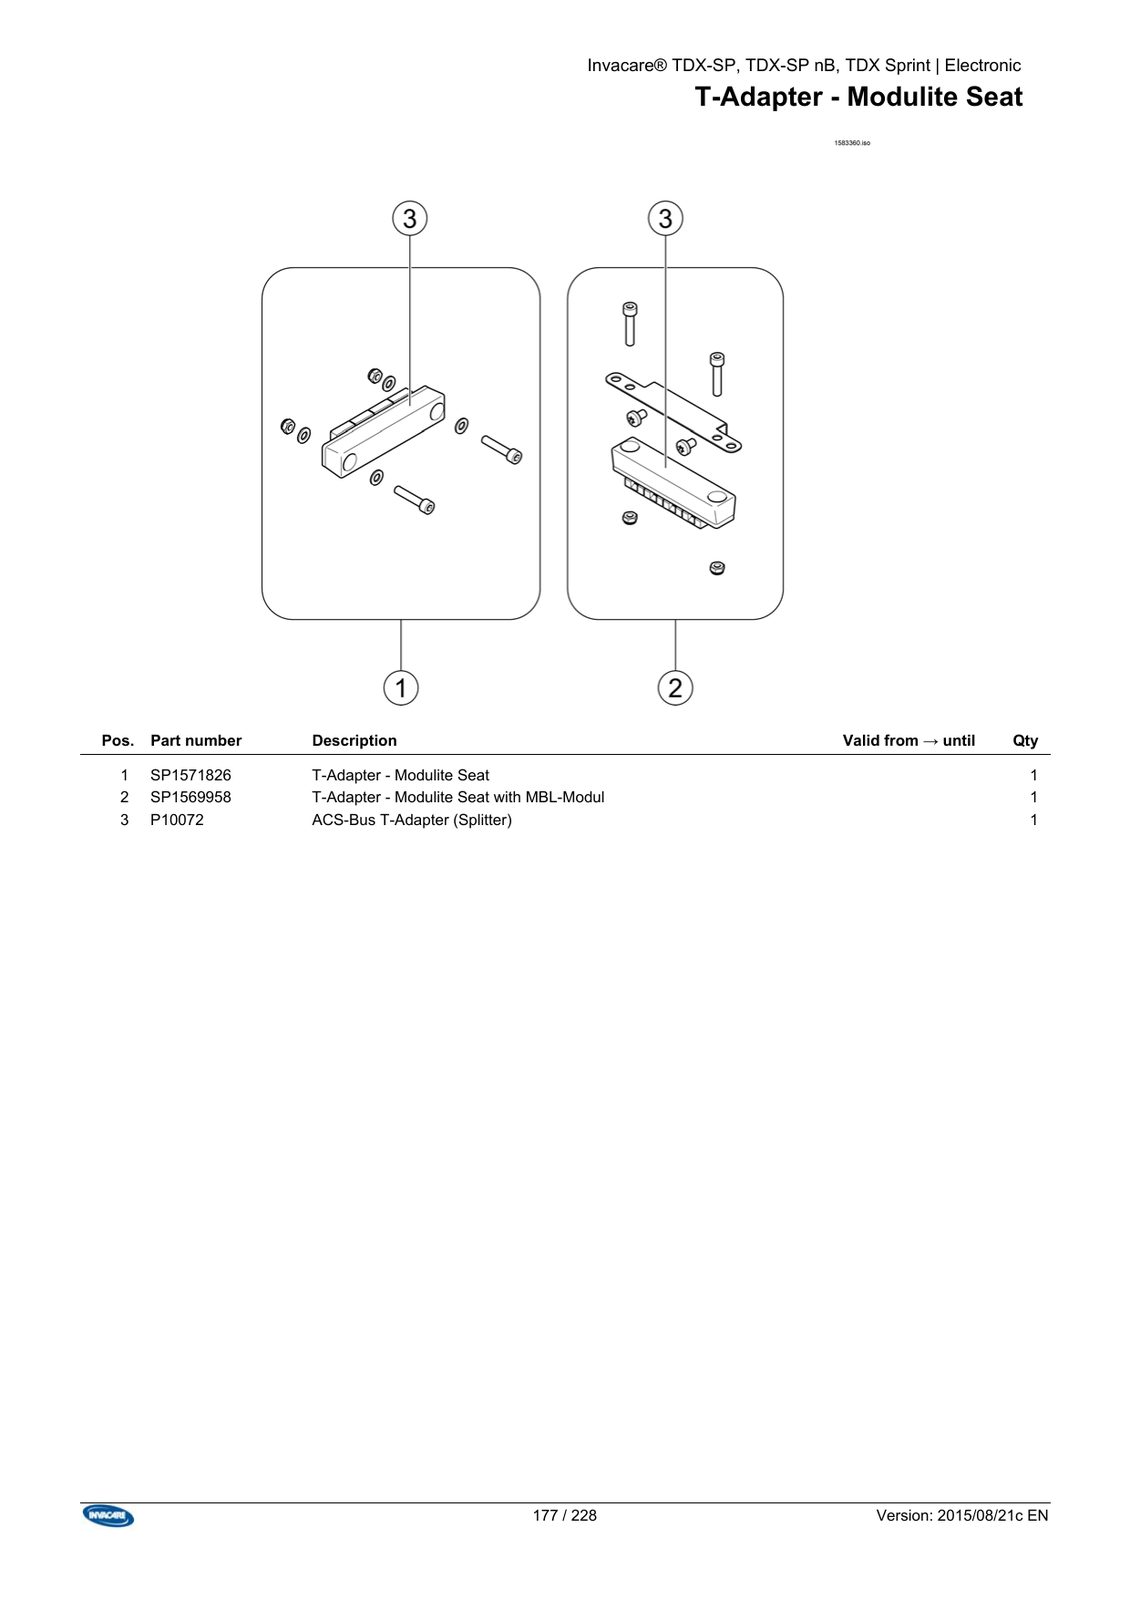 Invacare® TDX-SP, TDX-SP nB, TDX Sprint | Electronic
T-Adapter - Modulite Seat
1583360.iso
3 3
1 2
Pos. Part number Description Valid from → until Qty
1 SP1571826 T-Adapter - Modulite Seat 1
2 SP1569958 T-Adapter - Modulite Seat with MBL-Modul 1
3 P10072 ACS-Bus T-Adapter (Splitter) 1
INVACARE 177 / 228 Version: 2015/08/21c EN